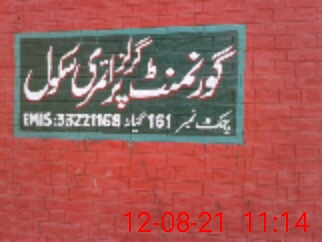 گورنمنٹ گرلز پرائمری سکول
چک نمبر 161 گ ب EMIS:33221168
12-08-21 11:14